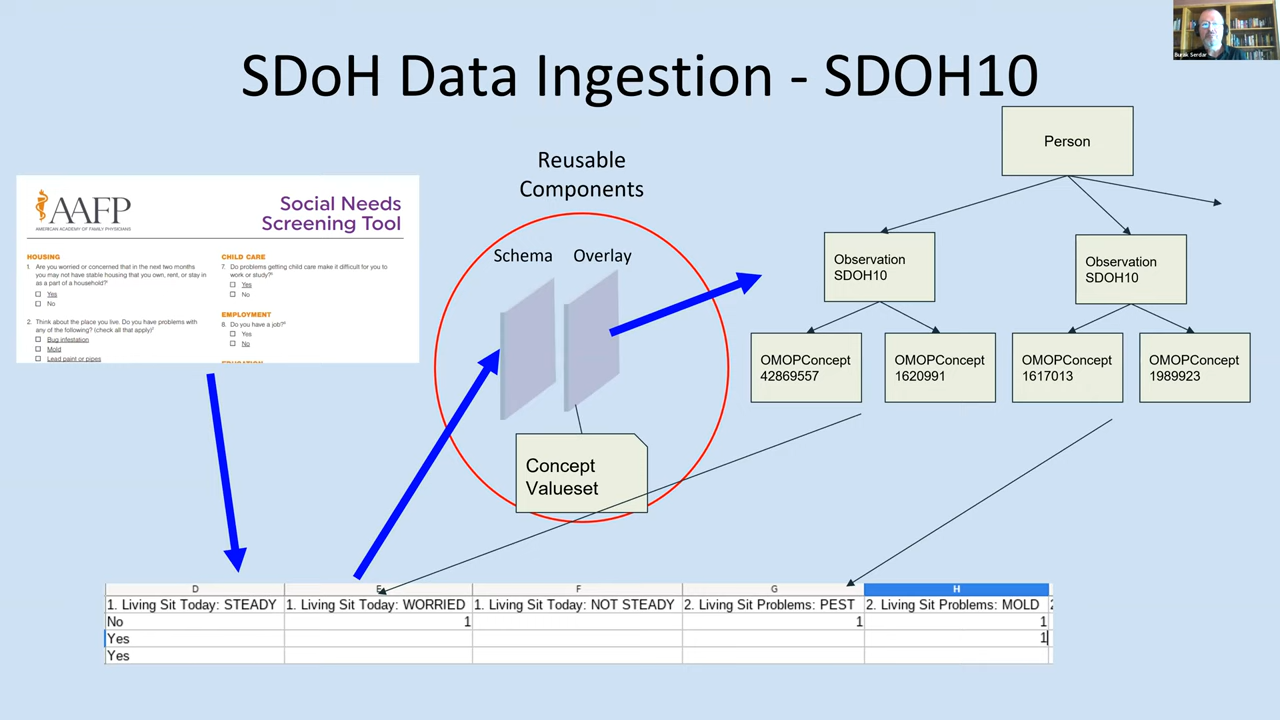 SDoH Data Ingestion - SDOH10
Burak Serdar
AAFP
AMERICAN ACADEMY OF FAMILY PHYSICIANS
Social Needs
Screening Tool
HOUSING
1. Are you worried or concerned that in the next two months
you may not have stable housing that you own, rent, or stay in
as a part of a household?
Yes
No
2. Think about the place you live. Do you have problems with
any of the following? (check all that apply)
Bug infestation
Mold
Lead paint or pipes
CHILD CARE
7. Do problems getting child care make it difficult for you to
work or study?
Yes
No
EMPLOYMENT
8. Do you have a job?
Yes
No
Reusable
Components
Schema
Overlay
Concept
Valueset
Person
Observation
SDOH10
Observation
SDOH10
OMOPConcept
42869557
OMOPConcept
1620991
OMOPConcept
1617013
OMOPConcept
1989923
D E F G H
1. Living Sit Today: STEADY 1. Living Sit Today: WORRIED 1. Living Sit Today: NOT STEADY 2. Living Sit Problems: PEST 2. Living Sit Problems: MOLD 2
No 1 1 1
Yes 1
Yes